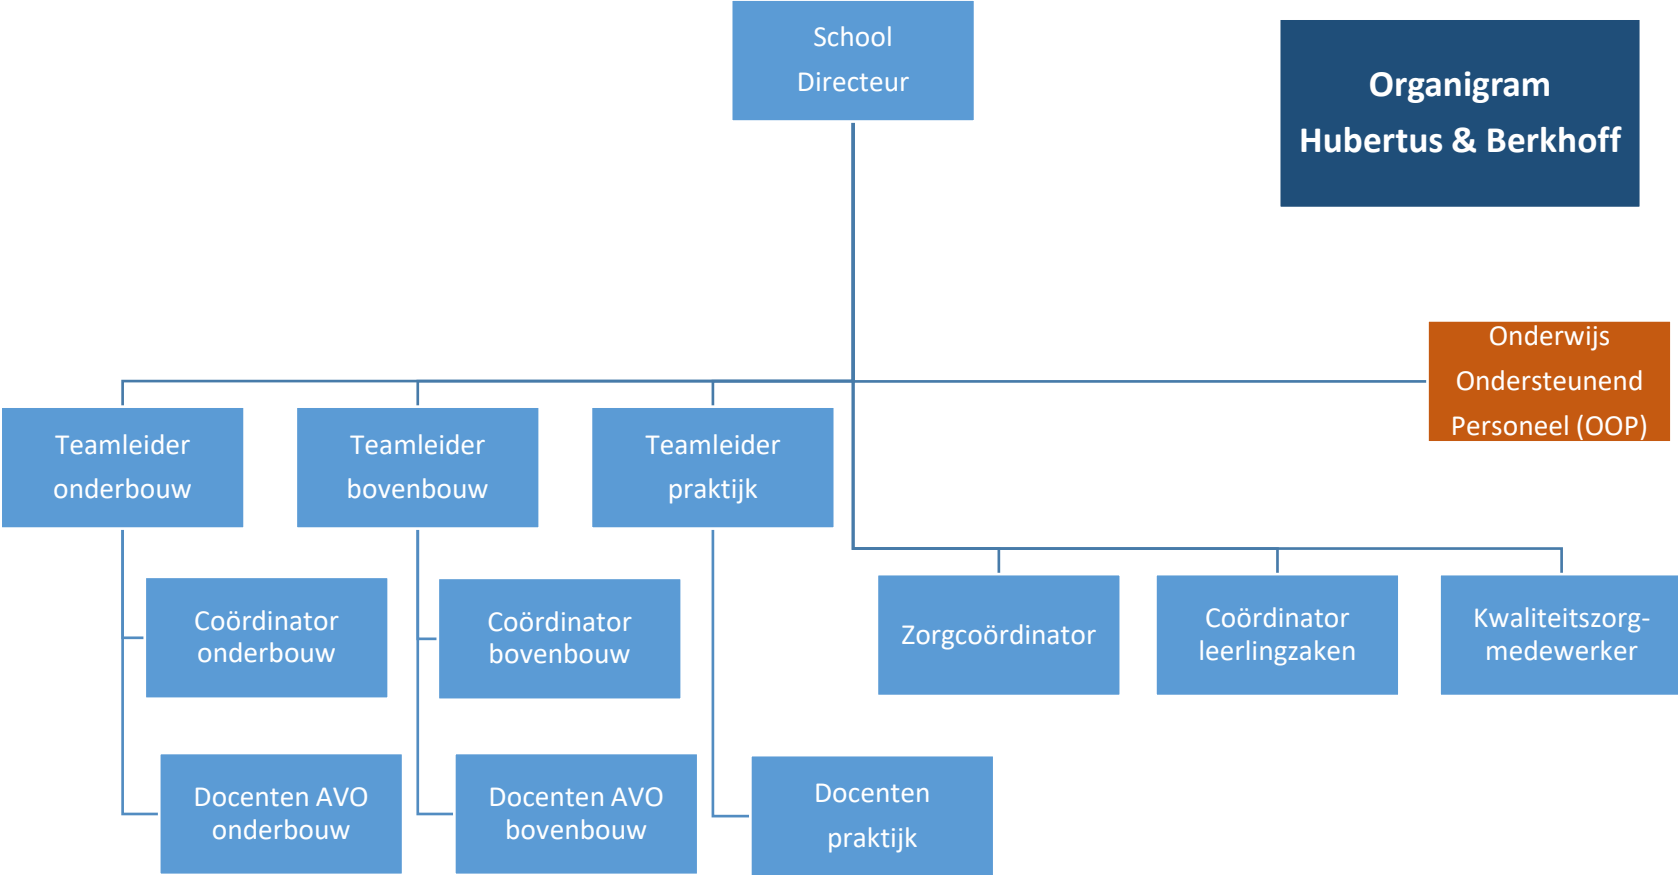 School
Directeur
Organigram
Hubertus & Berkhoff
Onderwijs
Ondersteunend
Personeel (OOP)
Teamleider
onderbouw
Teamleider
bovenbouw
Teamleider
praktijk
Coördinator
onderbouw
Coördinator
bovenbouw
Zorgcoördinator
Coördinator
leerlingzaken
Kwaliteitszorg-
medewerker
Docenten AVO
onderbouw
Docenten AVO
bovenbouw
Docenten
praktijk